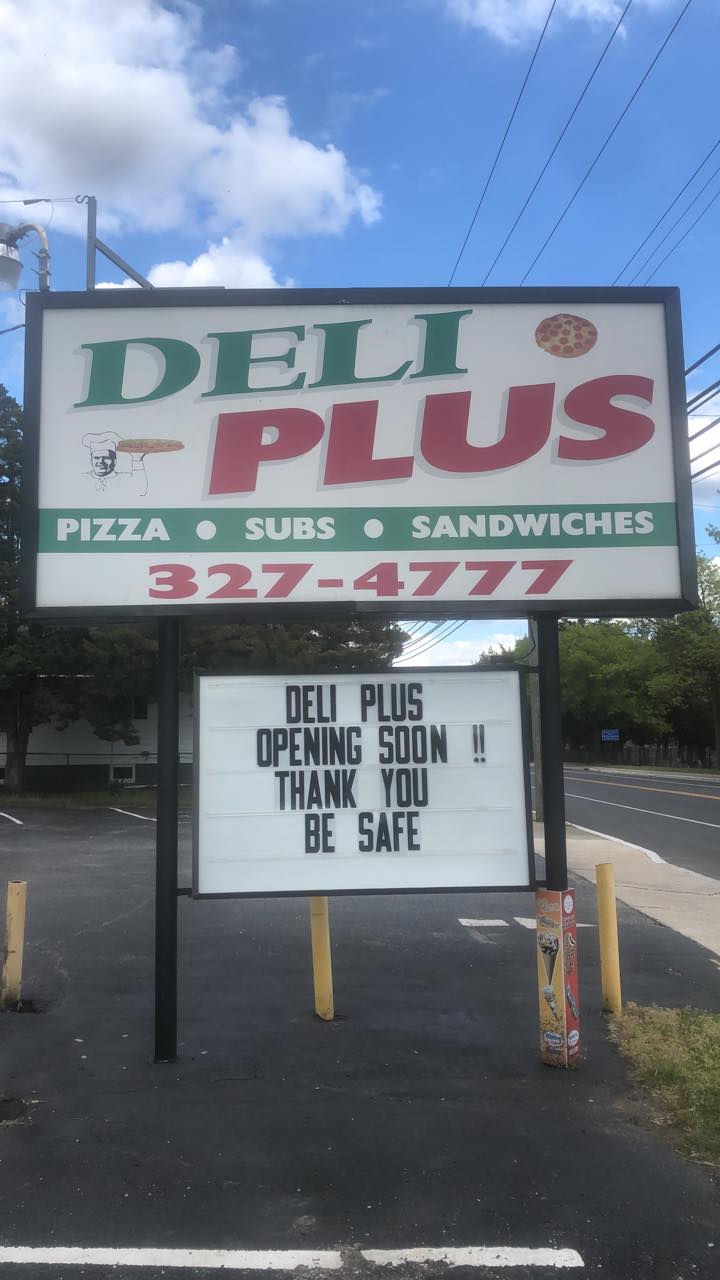 DELI
PLUS
PIZZA • SUBS • SANDWICHES
327-4777
DELI PLUS
OPENING SOON !!
THANK YOU
BE SAFE